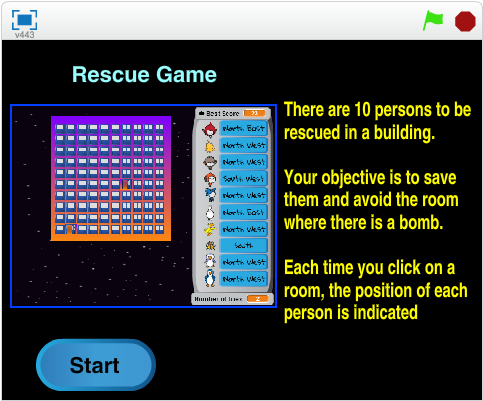 v443
Rescue Game
There are 10 persons to be
rescued in a building.
Your objective is to save
them and avoid the room
where there is a bomb.
Each time you click on a
room, the position of each
person is indicated
Best Score:
North East
North West
North West
South West
North West
North East
North West
South
North West
North West
Number of tries: 2
Start